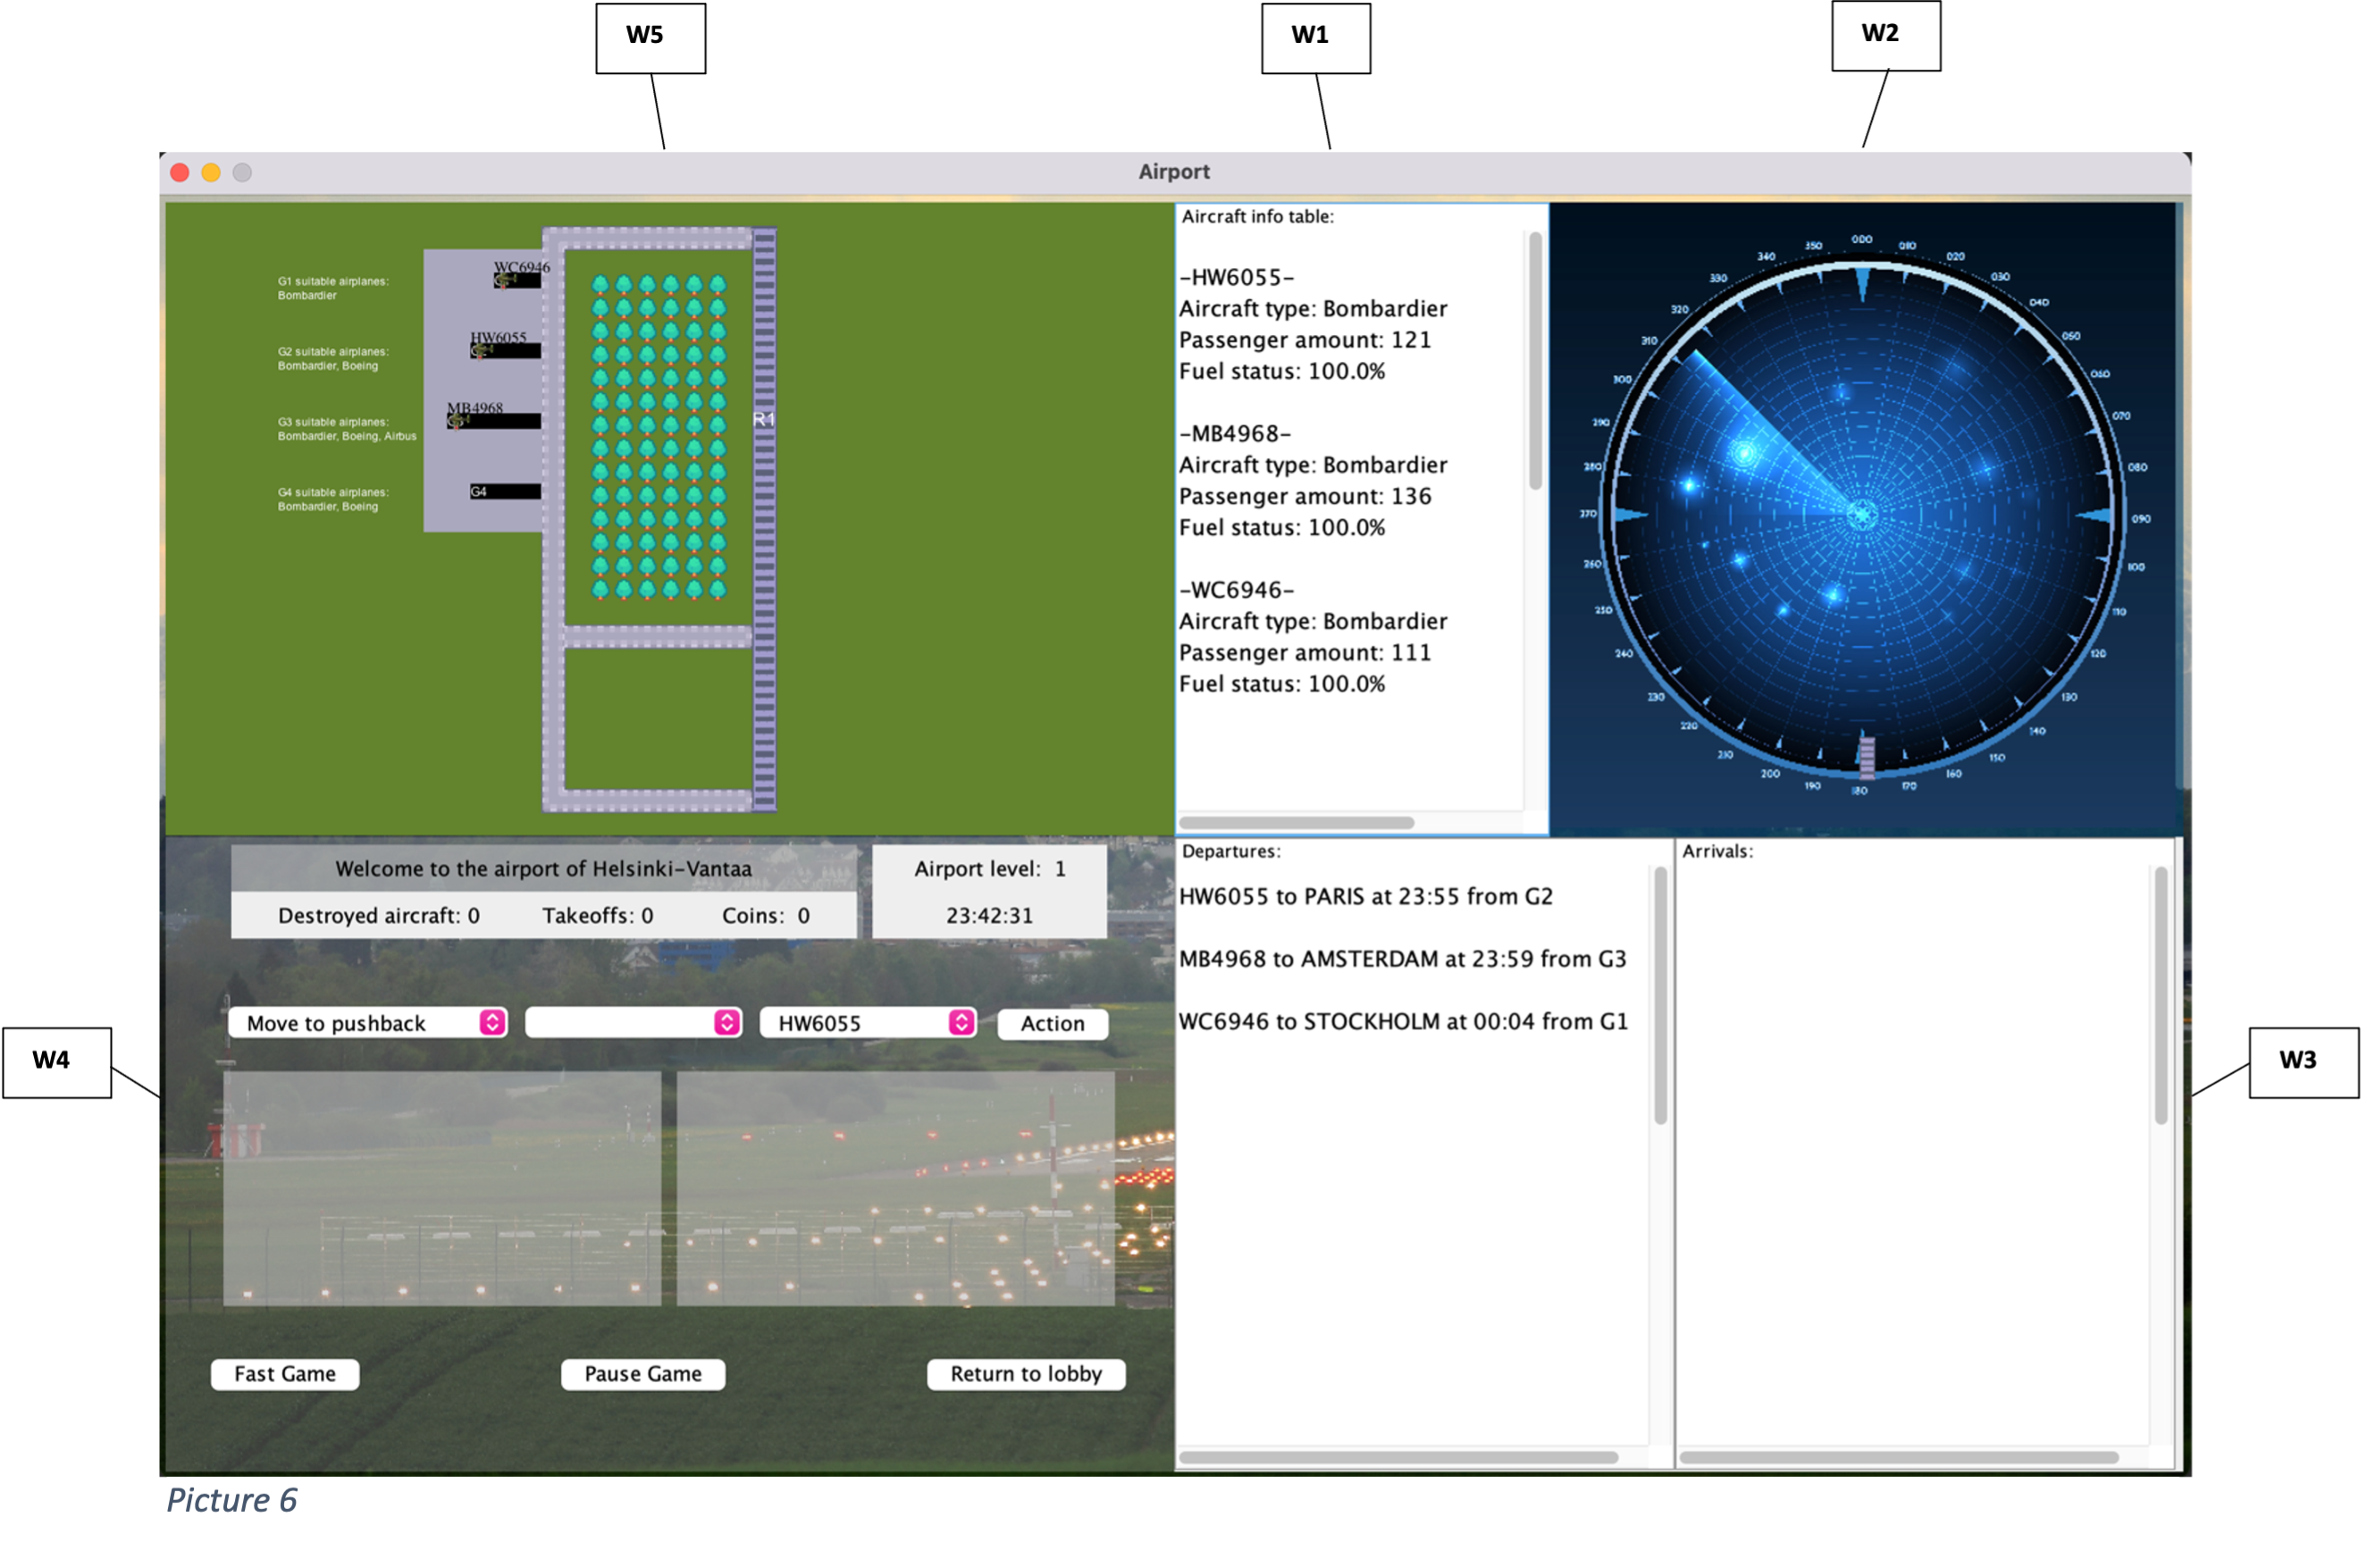 W5
W1
W2
Airport
G1 suitable airplanes:
Bombardier
G2 suitable airplanes:
Bombardier, Boeing
G3 suitable airplanes:
Bombardier, Boeing, Airbus
G4 suitable airplanes:
Bombardier, Boeing
WC6946
HW6055
MB4968
G4
R1
Aircraft info table:
-HW6055-
Aircraft type: Bombardier
Passenger amount: 121
Fuel status: 100.0%
-MB4968-
Aircraft type: Bombardier
Passenger amount: 136
Fuel status: 100.0%
-WC6946-
Aircraft type: Bombardier
Passenger amount: 111
Fuel status: 100.0%
000
010
020
030
040
050
060
070
080
090
100
110
120
130
140
150
160
170
180
190
200
210
220
230
240
250
260
270
280
290
300
310
320
330
340
350
Welcome to the airport of Helsinki-Vantaa
Destroyed aircraft: 0 Takeoffs: 0 Coins: 0
Airport level: 1
23:42:31
Move to pushback
HW6055
Action
Fast Game
Pause Game
Return to lobby
Departures:
HW6055 to PARIS at 23:55 from G2
MB4968 to AMSTERDAM at 23:59 from G3
WC6946 to STOCKHOLM at 00:04 from G1
Arrivals:
W4
W3
Picture 6